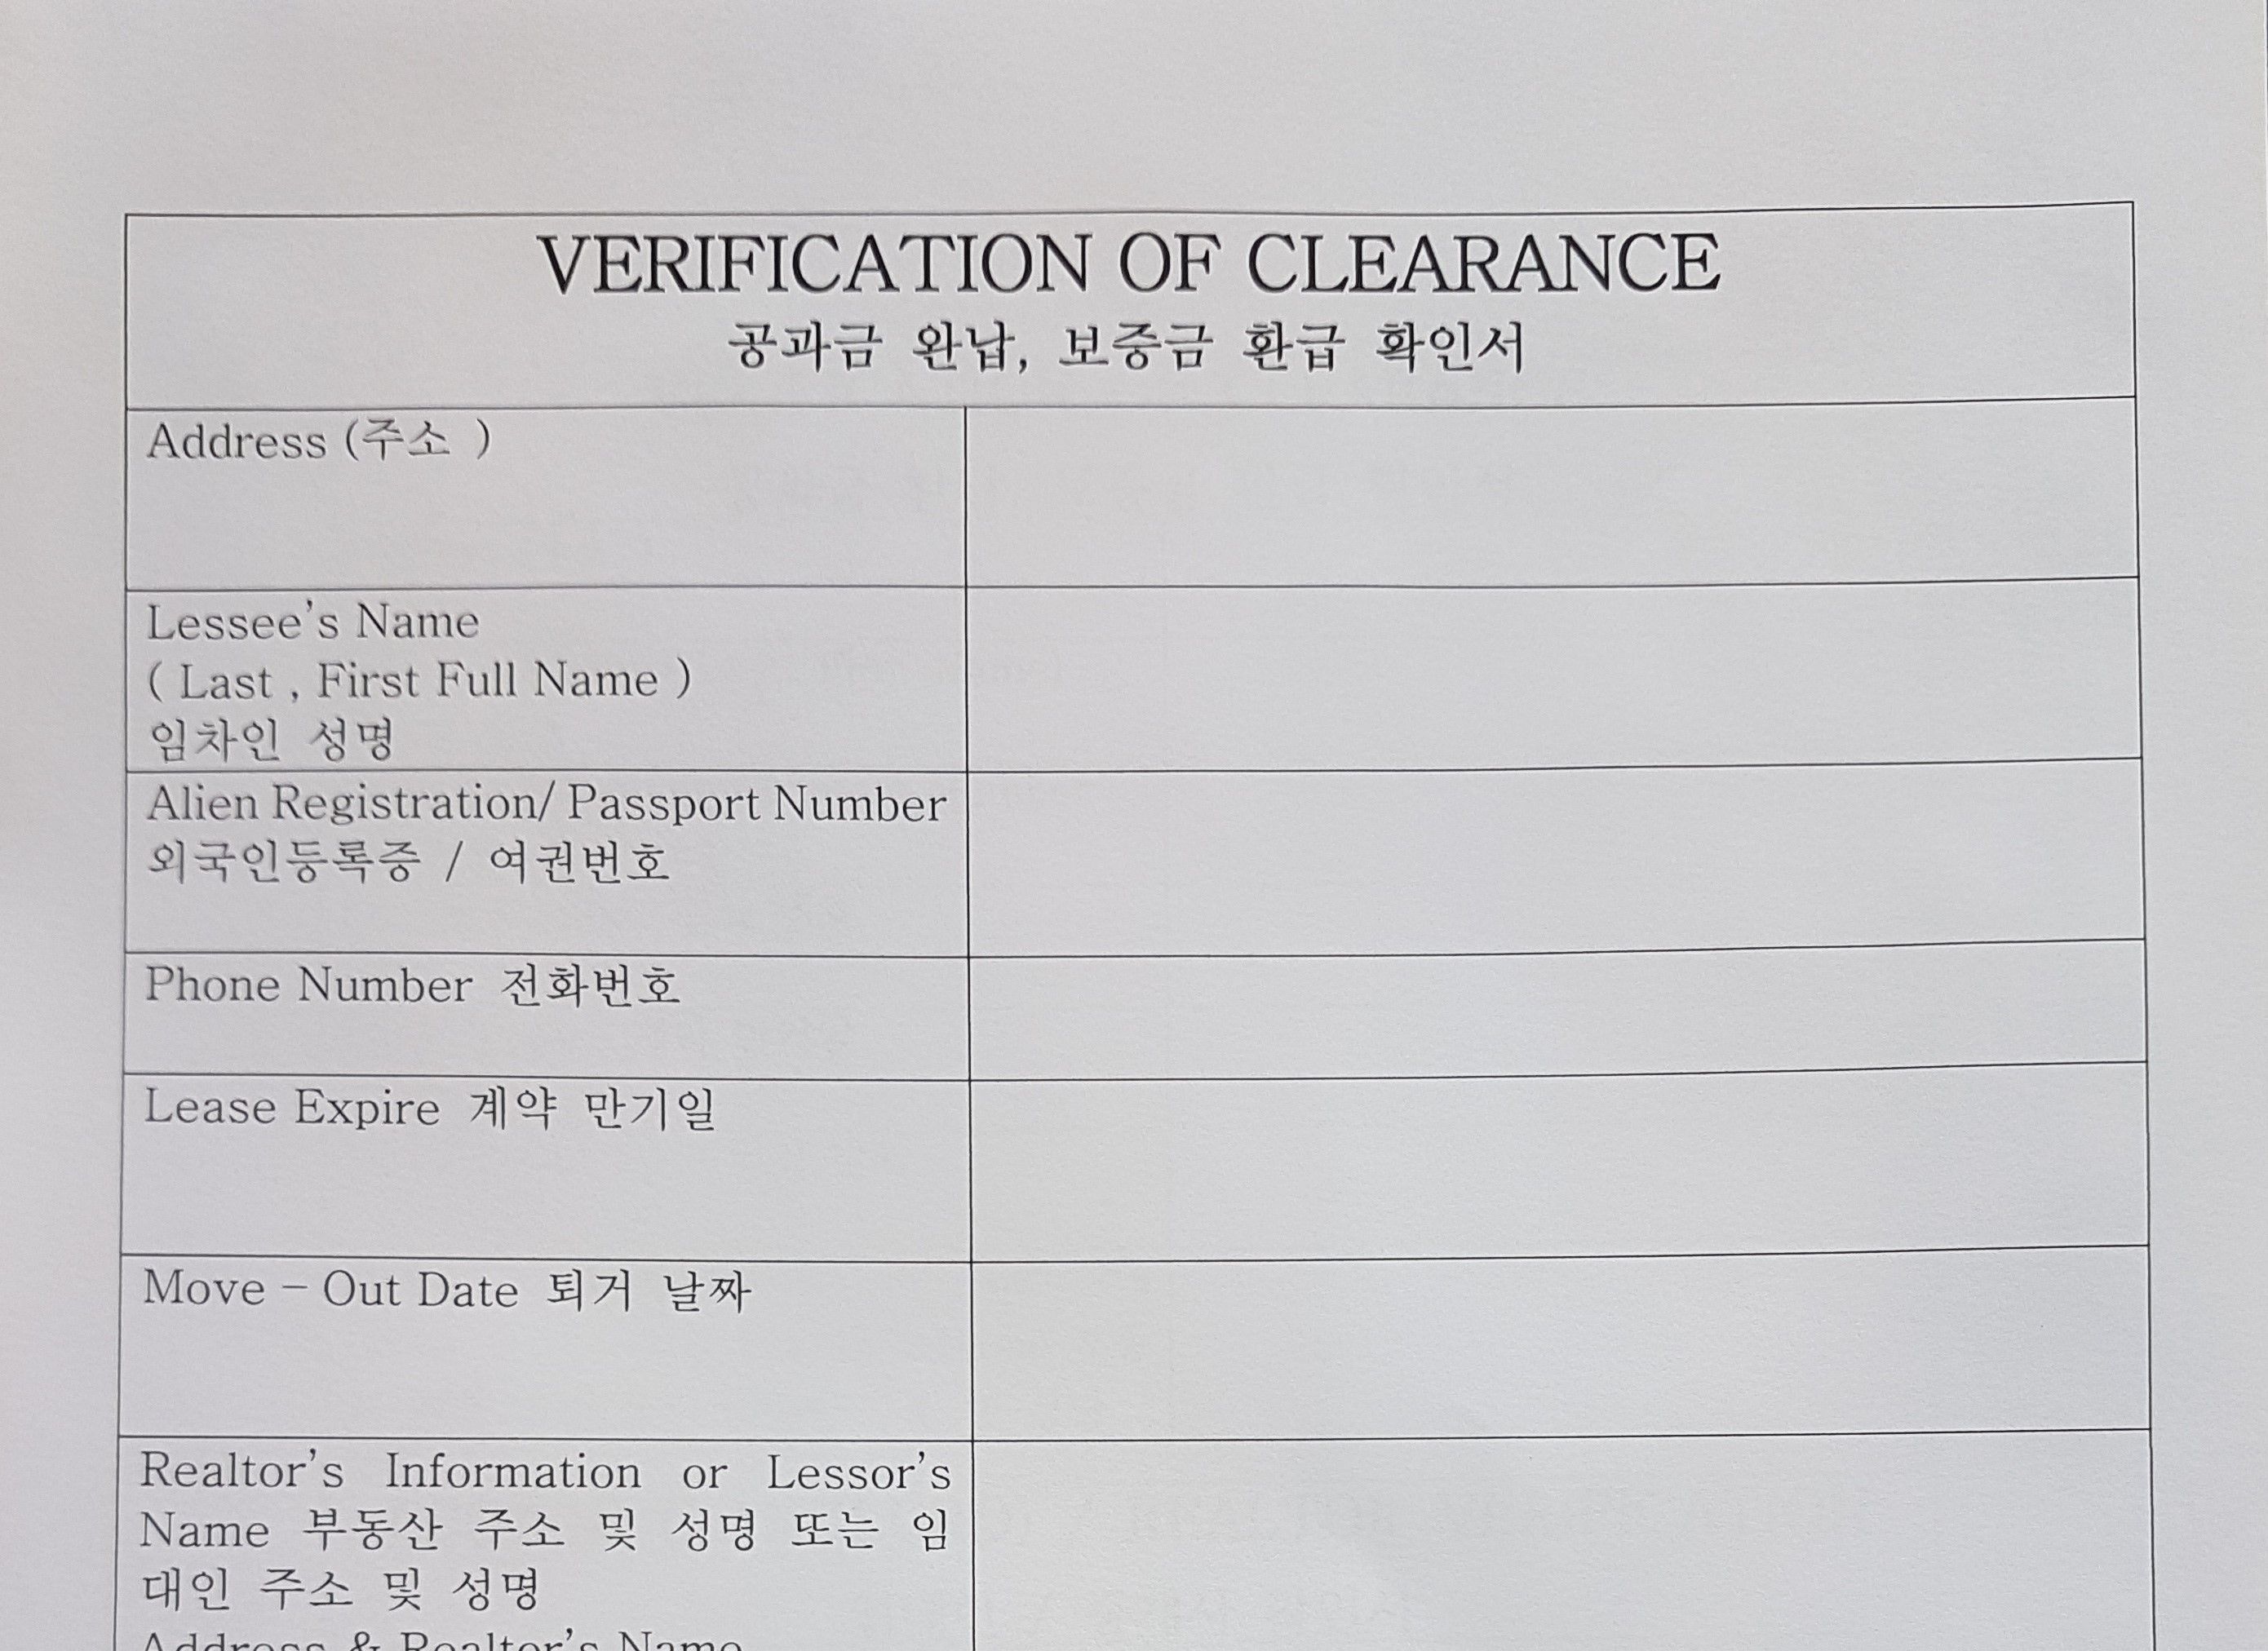 VERIFICATION OF CLEARANCE
공과금 완납, 보증금 환급 확인서
Address (주소 )
Lessee's Name
( Last , First Full Name )
임차인 성명
Alien Registration/ Passport Number
외국인등록증 / 여권번호
Phone Number 전화번호
Lease Expire 계약 만기일
Move – Out Date 퇴거 날짜
Realtor's Information or Lessor's
Name 부동산 주소 및 성명 또는 임
대인 주소 및 성명
Address & Realtor's Name